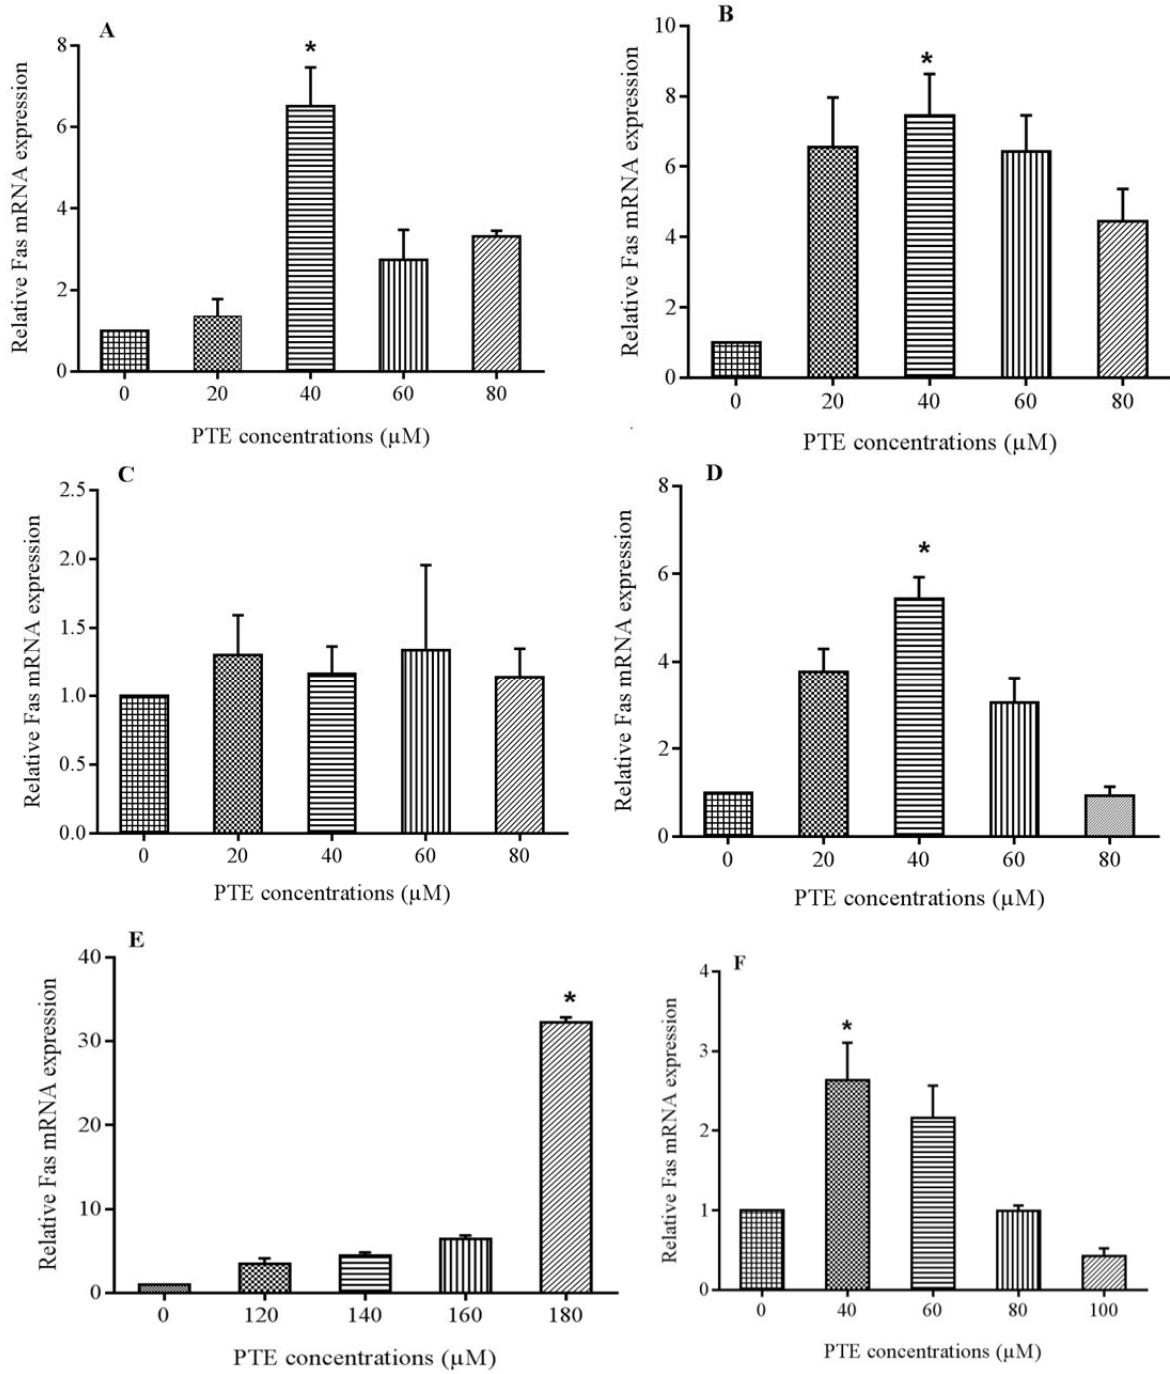 A
Relative Fas mRNA expression
8
*
6
4
2
0
0 20 40 60 80
PTE concentrations (µM)
B
Relative Fas mRNA expression
10
*
8
6
4
2
0
0 20 40 60 80
PTE concentrations (µM)
C
Relative Fas mRNA expression
2.5
2.0
1.5
1.0
0.5
0.0
0 20 40 60 80
PTE concentrations (µM)
D
Relative Fas mRNA expression
8
*
6
4
2
0
0 20 40 60 80
PTE concentrations (µM)
E
Relative Fas mRNA expression
40
*
30
20
10
0
0 120 140 160 180
PTE concentrations (µM)
F
Relative Fas mRNA expression
4
*
3
2
1
0
0 40 60 80 100
PTE concentrations (µM)